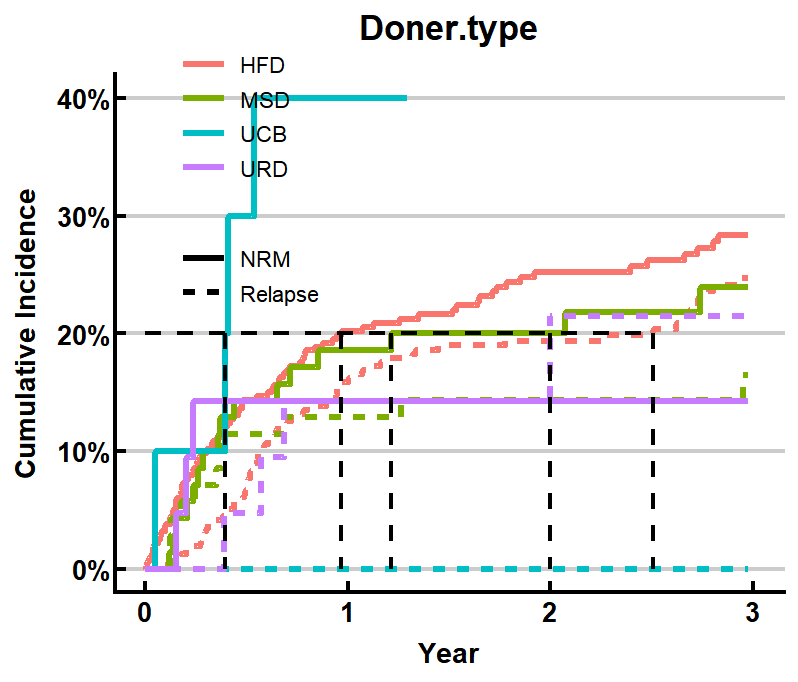 Doner.type
HFD
MSD
UCB
URD
NRM
Relapse
Cumulative Incidence
40%
30%
20%
10%
0%
0 1 2 3
Year